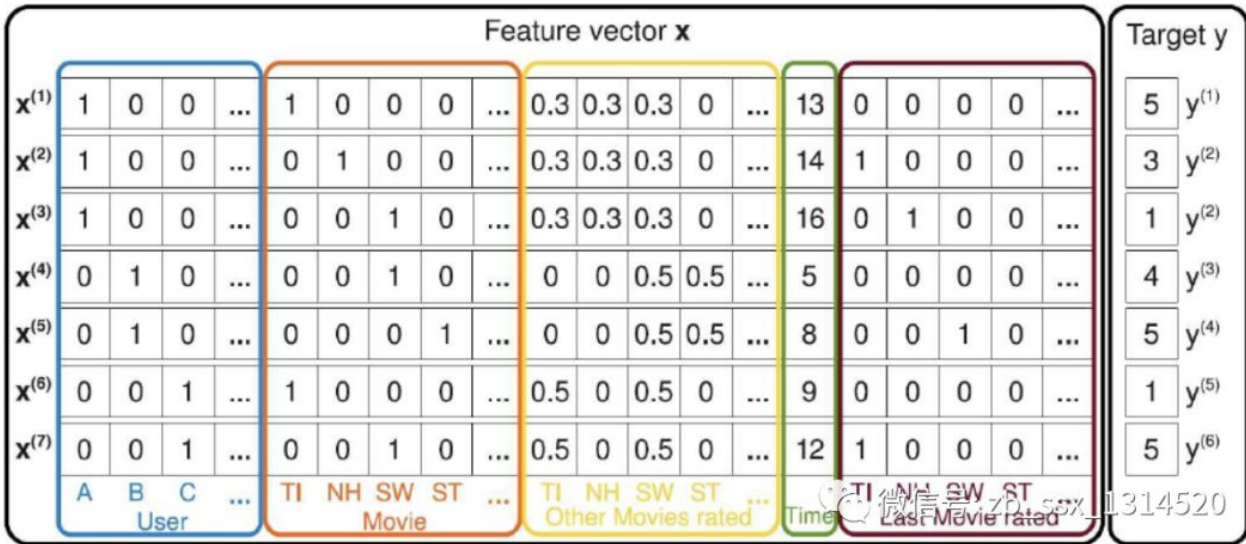 Feature vector x
Target y
x(1) 1 0 0 ... 1 0 0 0 ... 0.3 0.3 0.3 0 ... 13 0 0 0 0 ... 5 y(1)
x(2) 1 0 0 ... 0 1 0 0 ... 0.3 0.3 0.3 0 ... 14 1 0 0 0 ... 3 y(2)
x(3) 1 0 0 ... 0 0 1 0 ... 0.3 0.3 0.3 0 ... 16 0 1 0 0 ... 1 y(2)
x(4) 0 1 0 ... 0 0 1 0 ... 0 0 0.5 0.5 ... 5 0 0 0 0 ... 4 y(3)
x(5) 0 1 0 ... 0 0 0 1 ... 0 0 0.5 0.5 ... 8 0 0 1 0 ... 5 y(4)
x(6) 0 0 1 ... 1 0 0 0 ... 0.5 0 0.5 0 ... 9 0 0 0 0 ... 1 y(5)
x(7) 0 0 1 ... 0 0 1 0 ... 0.5 0 0.5 0 ... 12 1 0 0 0 ... 5 y(6)
A B C ... TI NH SW ST ... TI NH SW ST ... TI NH SW ST ...
User Movie Other Movies rated Time Last Movie rated
微信号: zb_ssx_1314520